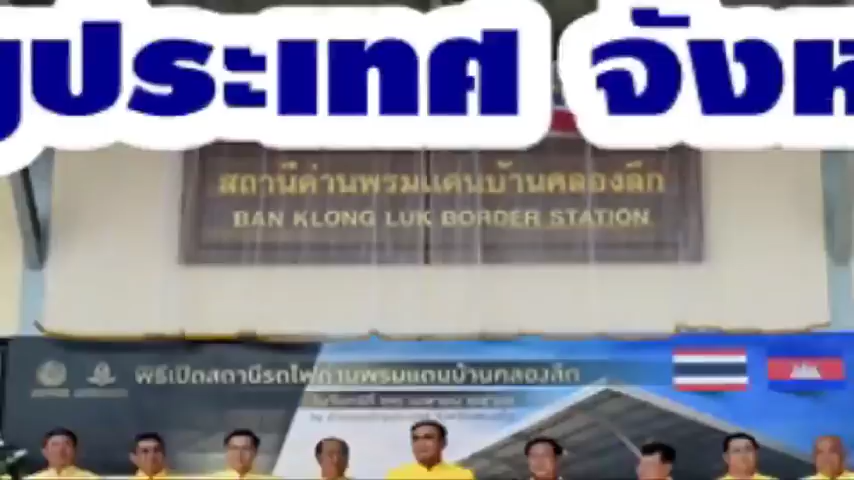 ญประเทศ จังห
สถานีด่านพรมแดนบ้านคลองลึก
BAN KLONG LUK BORDER STATION
พิธีเปิดสถานีรถไฟด่านพรมแดนบ้านคลองลึก